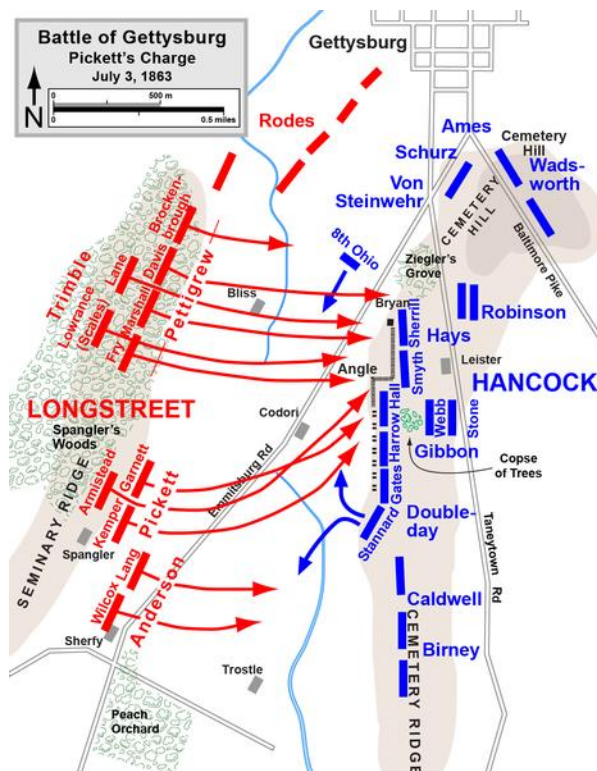 Battle of Gettysburg
Pickett's Charge
July 3, 1863
0 500 m
0 0.5 miles
N
Gettysburg
Rodes
Ames
Cemetery
Hill
Schurz
Wads-
worth
Von
Steinwehr
CEMETERY
HILL
Baltimore Pike
Brocken-
brough
Davis
Marshall
Fry
Pettigrew
Lane
Lowrance
(Scales)
Trimble
8th Ohio
Ziegler's
Grove
Bliss
Bryan
Robinson
Sherrill
Smyth
Hays
Leister
Angle
HANCOCK
LONGSTREET
Spangler's
Woods
Codori
Hall
Harrow
Webb
Stone
Gibbon
Copse
of Trees
Emmitsburg Rd
Garnett
Armistead
Kemper
Pickett
Gates
Stannard
Double-
day
Taneytown
Rd
SEMINARY RIDGE
Spangler
Lang
Wilcox
Anderson
Caldwell
Birney
CEMETERY RIDGE
Sherfy
Trostle
Peach
Orchard